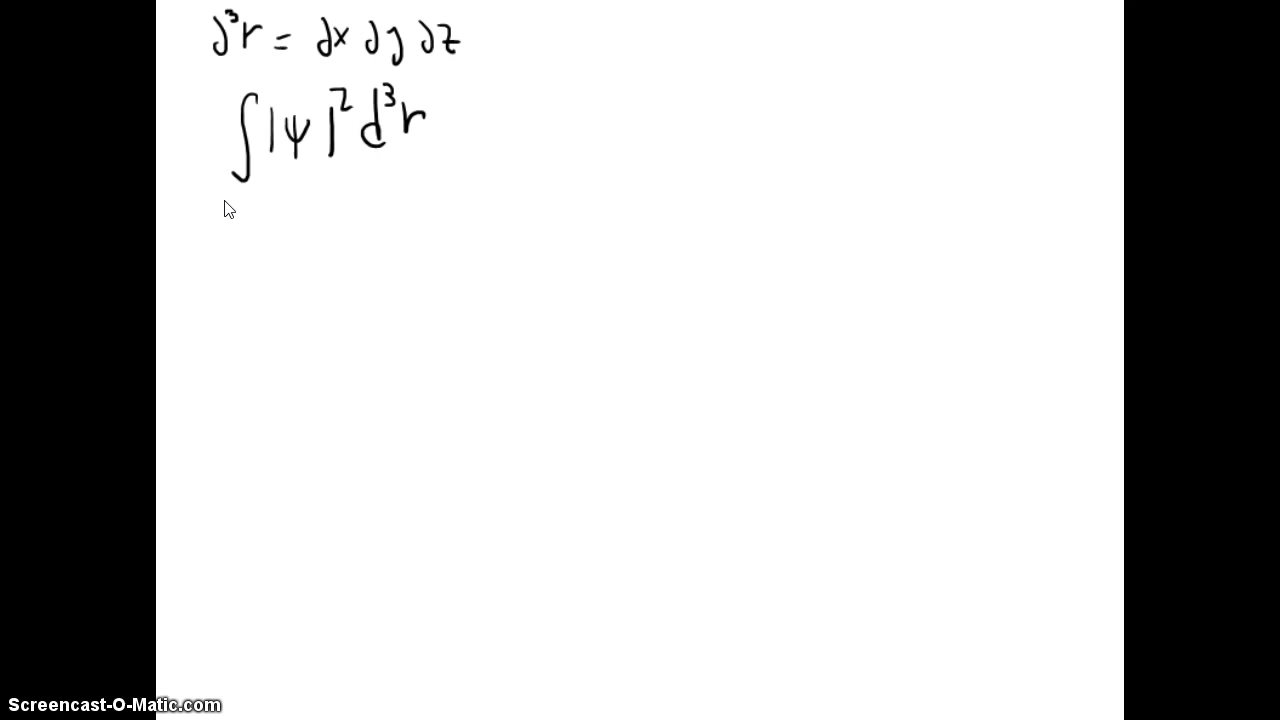 d³r = dx dy dz
∫|ψ|² d³r
Screencast-O-Matic.com